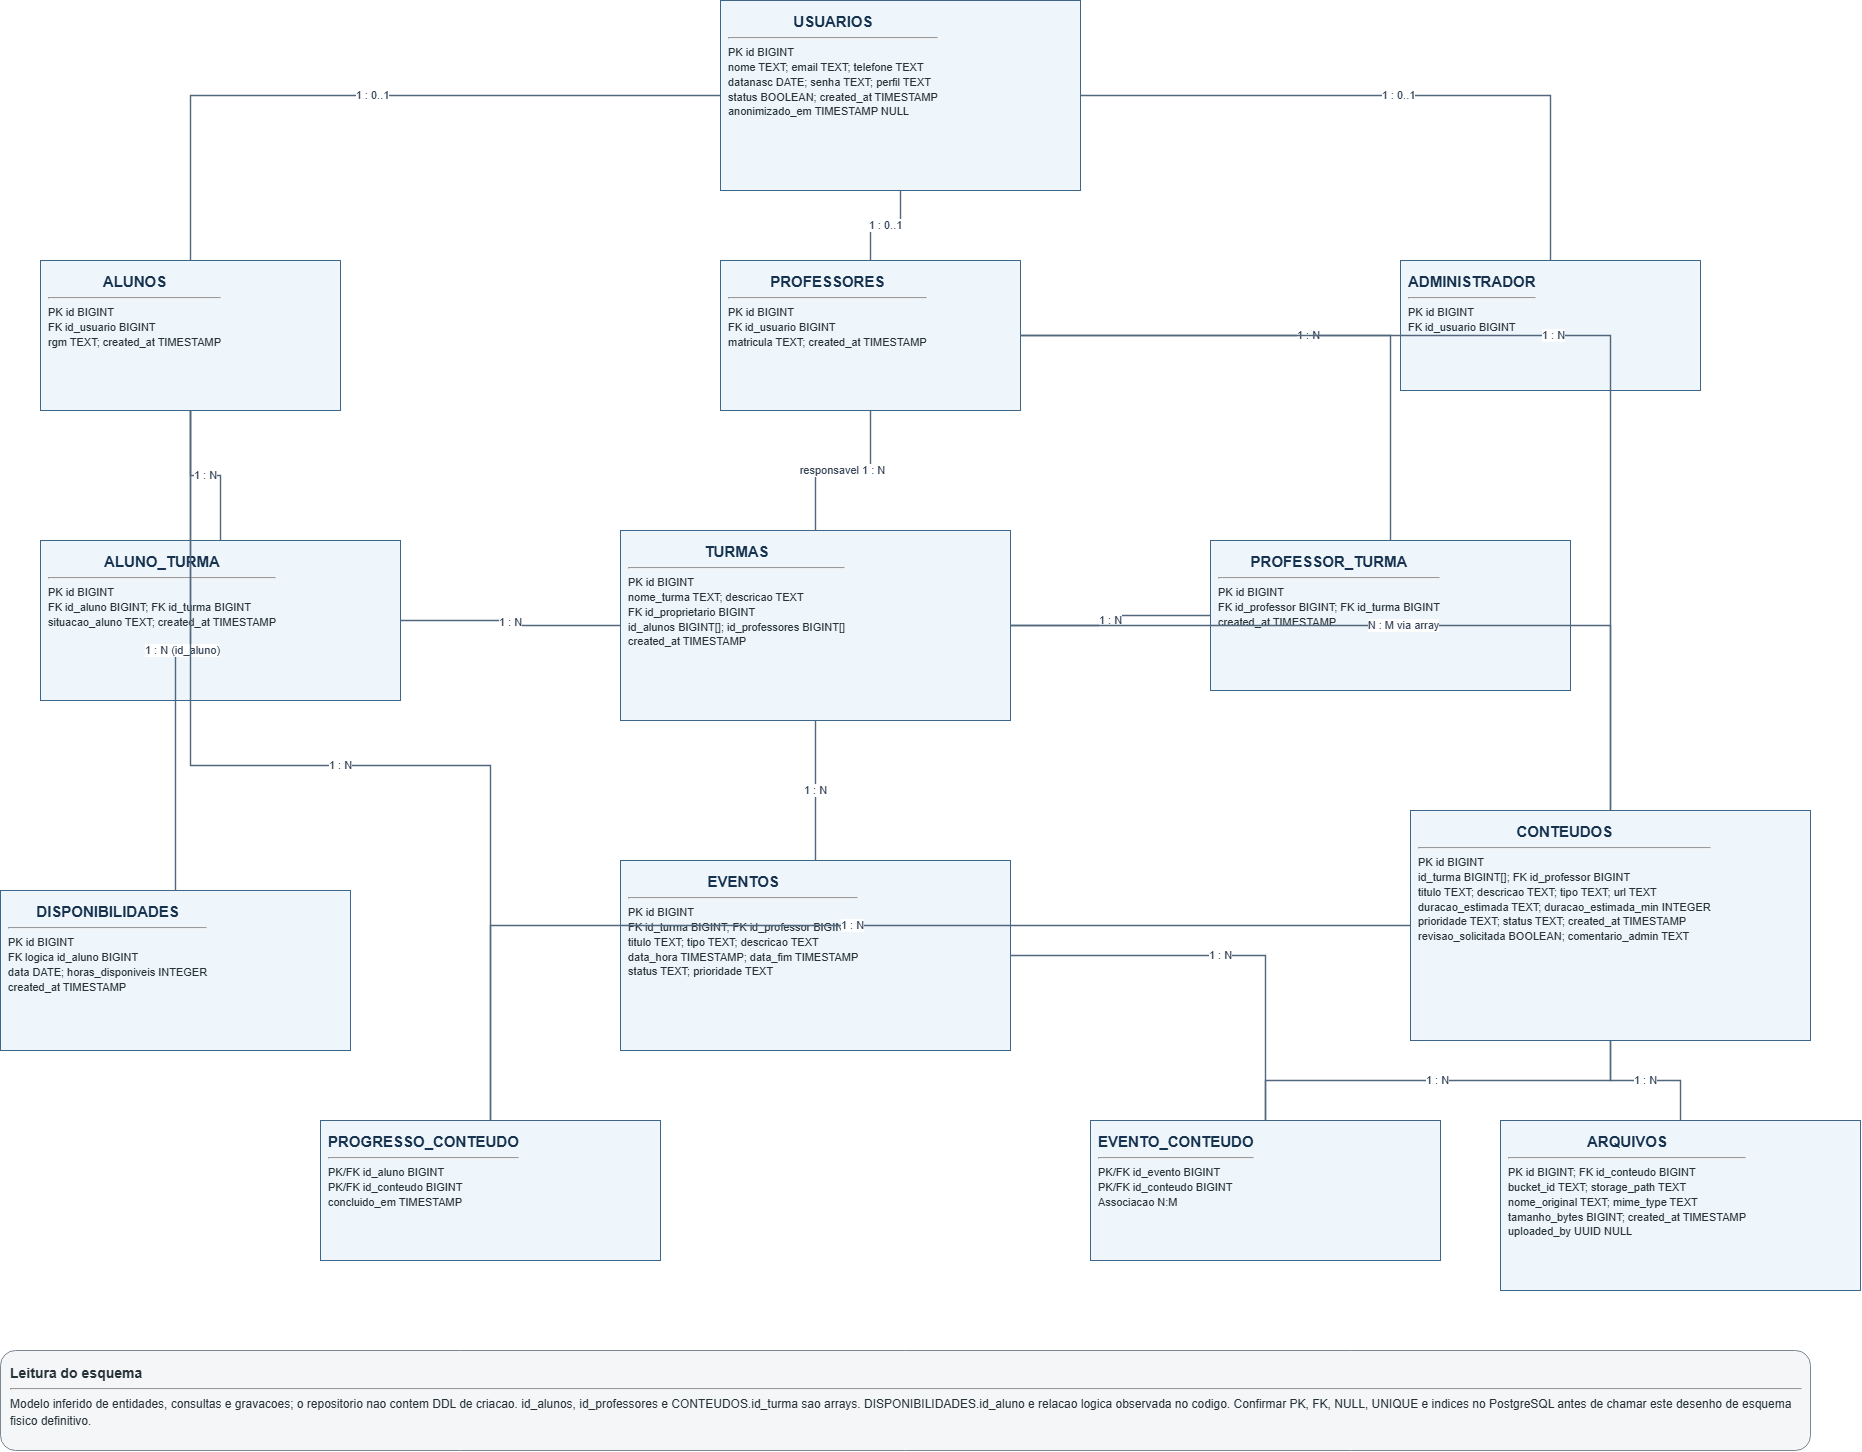 USUARIOS
PK id BIGINT
nome TEXT; email TEXT; telefone TEXT
datanasc DATE; senha TEXT; perfil TEXT
status BOOLEAN; created_at TIMESTAMP
anonimizado_em TIMESTAMP NULL
1 : 0..1
1 : 0..1
1 : 0..1
ALUNOS
PK id BIGINT
FK id_usuario BIGINT
rgm TEXT; created_at TIMESTAMP
PROFESSORES
PK id BIGINT
FK id_usuario BIGINT
matricula TEXT; created_at TIMESTAMP
ADMINISTRADOR
PK id BIGINT
FK id_usuario BIGINT
1 : N
1 : N
1 : N
responsavel 1 : N
ALUNO_TURMA
PK id BIGINT
FK id_aluno BIGINT; FK id_turma BIGINT
situacao_aluno TEXT; created_at TIMESTAMP
1 : N (id_aluno)
1 : N
TURMAS
PK id BIGINT
nome_turma TEXT; descricao TEXT
FK id_proprietario BIGINT
id_alunos BIGINT[]; id_professores BIGINT[]
created_at TIMESTAMP
1 : N
PROFESSOR_TURMA
PK id BIGINT
FK id_professor BIGINT; FK id_turma BIGINT
created_at TIMESTAMP
N : M via array
1 : N
1 : N
DISPONIBILIDADES
PK id BIGINT
FK logica id_aluno BIGINT
data DATE; horas_disponiveis INTEGER
created_at TIMESTAMP
EVENTOS
PK id BIGINT
FK id_turma BIGINT; FK id_professor BIGINT
titulo TEXT; tipo TEXT; descricao TEXT
data_hora TIMESTAMP; data_fim TIMESTAMP
status TEXT; prioridade TEXT
1 : N
1 : N
CONTEUDOS
PK id BIGINT
id_turma BIGINT[]; FK id_professor BIGINT
titulo TEXT; descricao TEXT; tipo TEXT; url TEXT
duracao_estimada TEXT; duracao_estimada_min INTEGER
prioridade TEXT; status TEXT; created_at TIMESTAMP
revisao_solicitada BOOLEAN; comentario_admin TEXT
1 : N
1 : N
PROGRESSO_CONTEUDO
PK/FK id_aluno BIGINT
PK/FK id_conteudo BIGINT
concluido_em TIMESTAMP
EVENTO_CONTEUDO
PK/FK id_evento BIGINT
PK/FK id_conteudo BIGINT
Associacao N:M
ARQUIVOS
PK id BIGINT; FK id_conteudo BIGINT
bucket_id TEXT; storage_path TEXT
nome_original TEXT; mime_type TEXT
tamanho_bytes BIGINT; created_at TIMESTAMP
uploaded_by UUID NULL
Leitura do esquema
Modelo inferido de entidades, consultas e gravacoes; o repositorio nao contem DDL de criacao. id_alunos, id_professores e CONTEUDOS.id_turma sao arrays. DISPONIBILIDADES.id_aluno e relacao logica observada no codigo. Confirmar PK, FK, NULL, UNIQUE e indices no PostgreSQL antes de chamar este desenho de esquema
fisico definitivo.